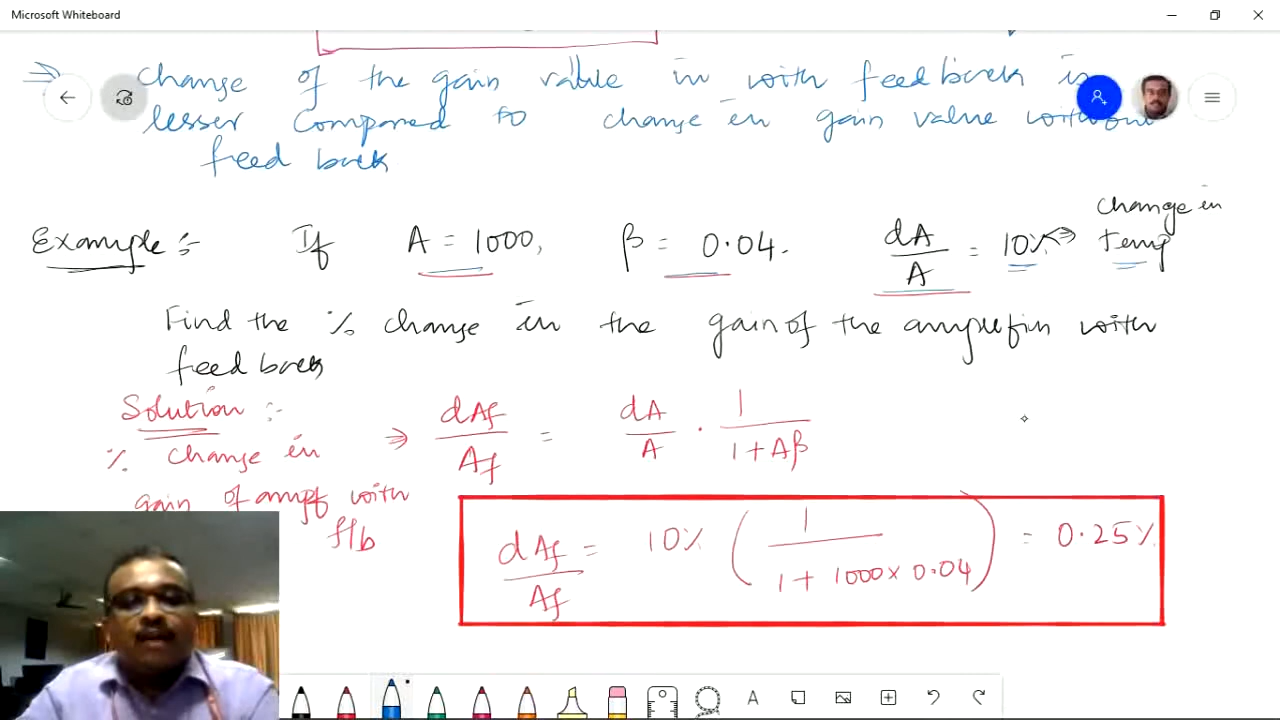 Microsoft Whiteboard
⇒ change of the gain value in with feed back is
lesser compared to change in gain value without
feed back
Example :- If A = 1000, β = 0.04. dA/A = 10% ⇔ change in temp
Find the % change in the gain of the amplifier with
feed back
Solution :-
% change in gain of ampf with f/b ⇒ dAf/Af = dA/A · 1/(1 + Aβ)
dAf/Af = 10% (1/(1 + 1000 × 0.04)) = 0.25%
A